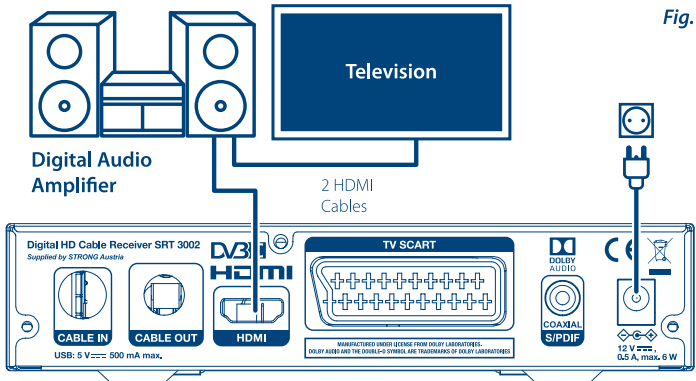 Fig.
Television
Digital Audio
Amplifier
2 HDMI
Cables
Digital HD Cable Receiver SRT 3002
Supplied by STRONG Austria
DVB C
HDMI
TV SCART
DOLBY
AUDIO
CE
CABLE IN
CABLE OUT
HDMI
COAXIAL
S/PDIF
MANUFACTURED UNDER LICENSE FROM DOLBY LABORATORIES.
DOLBY AUDIO AND THE DOUBLE-D SYMBOL ARE TRADEMARKS OF DOLBY LABORATORIES
USB: 5 V⎓ 500 mA max.
12 V ⎓,
0.5 A, max. 6 W